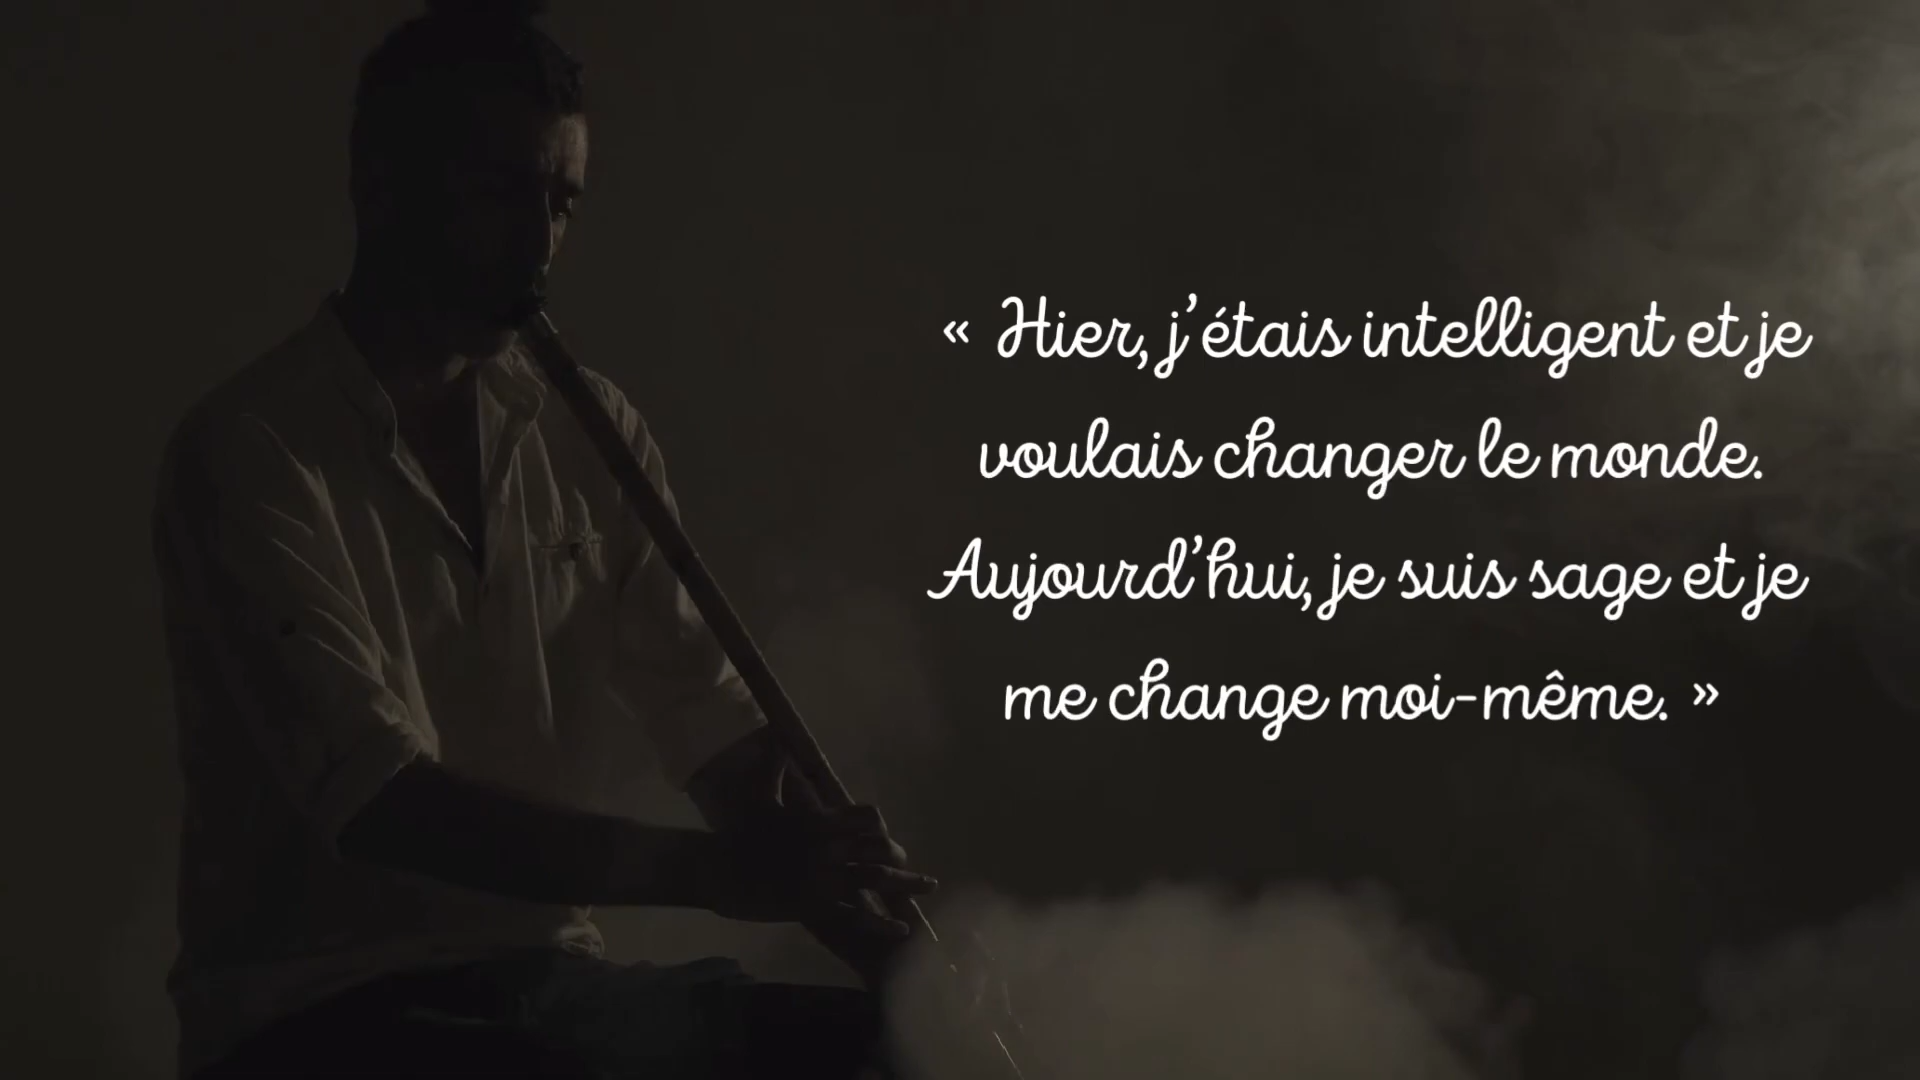 « Hier, j’étais intelligent et je
voulais changer le monde.
Aujourd’hui, je suis sage et je
me change moi-même. »